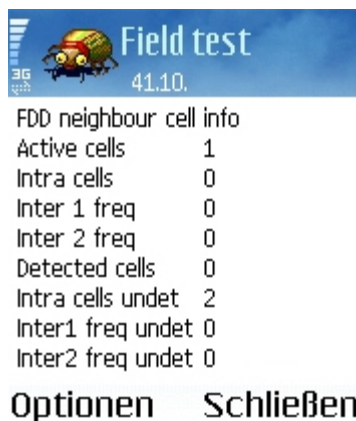 Field test
3G
41.10.
FDD neighbour cell info
Active cells 1
Intra cells 0
Inter 1 freq 0
Inter 2 freq 0
Detected cells 0
Intra cells undet 2
Inter1 freq undet 0
Inter2 freq undet 0
Optionen Schließen